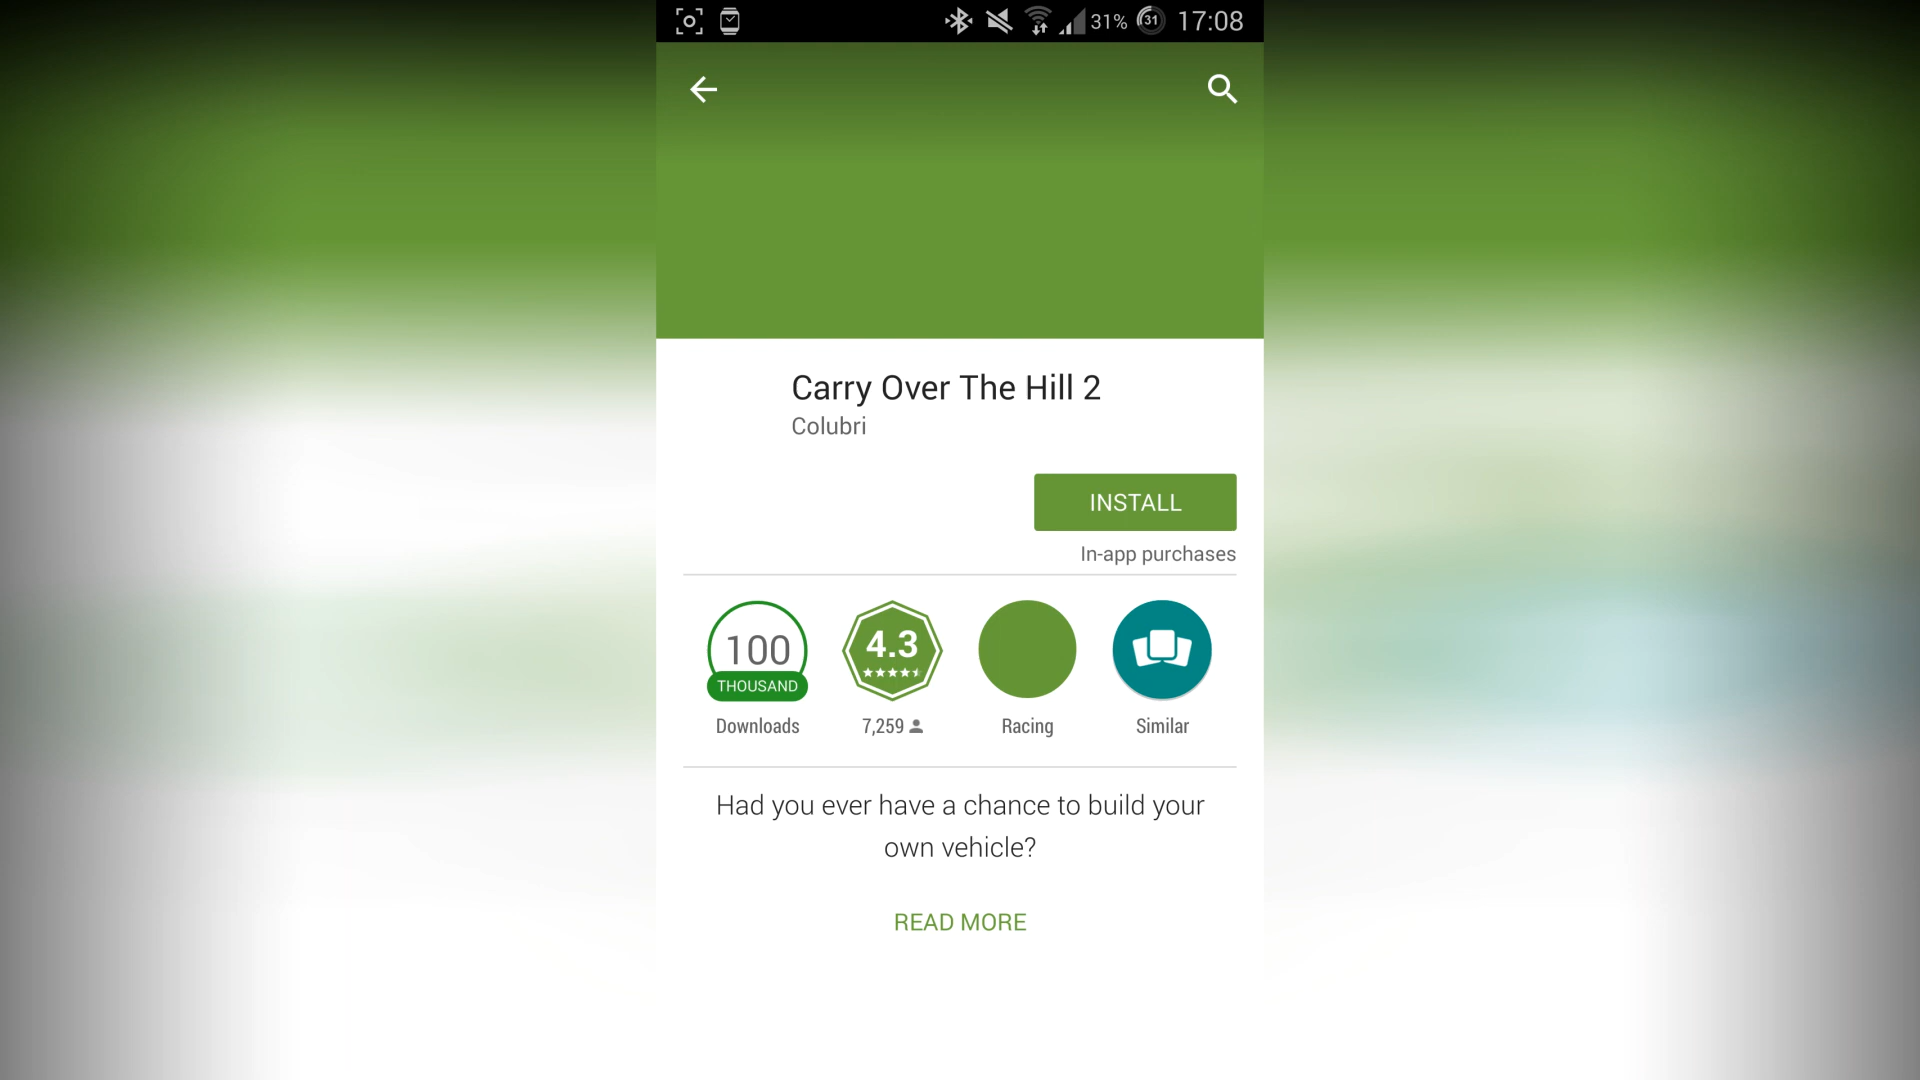 31% 31 17:08
Carry Over The Hill 2
Colubri
INSTALL
In-app purchases
100
THOUSAND
Downloads
4.3
7,259
Racing
Similar
Had you ever have a chance to build your
own vehicle?
READ MORE